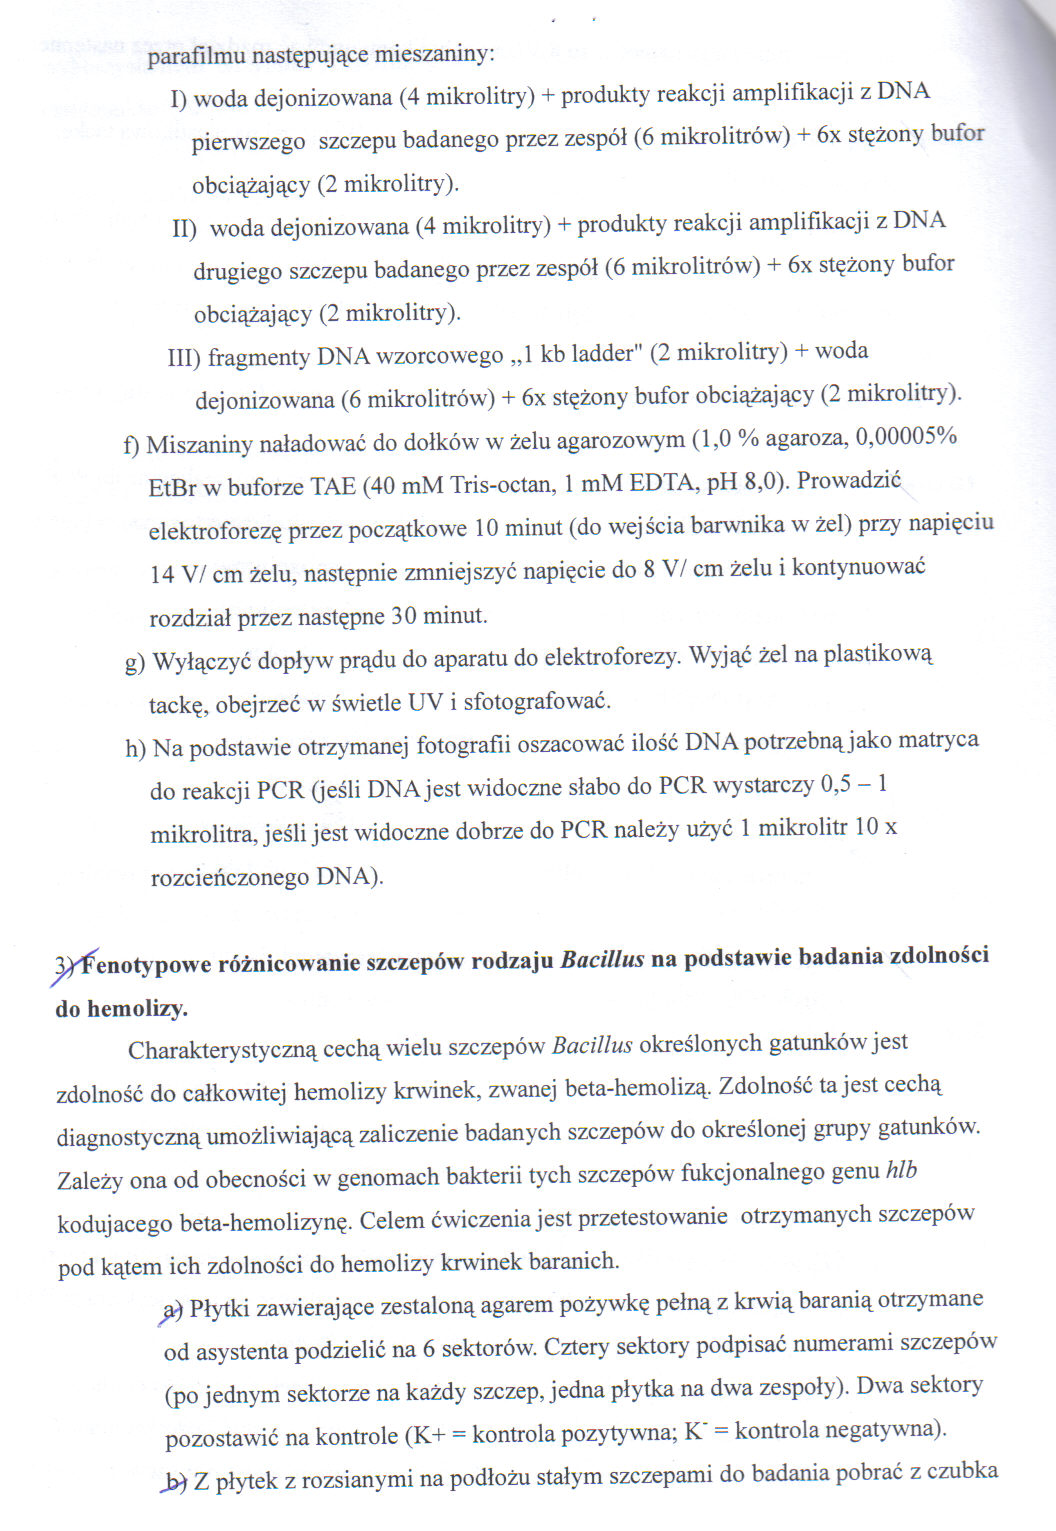 parafilmu następujące mieszaniny:
I) woda dejonizowana (4 mikrolitry) + produkty reakcji amplifikacji z DNA
pierwszego szczepu badanego przez zespół (6 mikrolitrów) + 6x stężony bufor
obciążający (2 mikrolitry).
II) woda dejonizowana (4 mikrolitry) + produkty reakcji amplifikacji z DNA
drugiego szczepu badanego przez zespół (6 mikrolitrów) + 6x stężony bufor
obciążający (2 mikrolitry).
III) fragmenty DNA wzorcowego „1 kb ladder" (2 mikrolitry) + woda
dejonizowana (6 mikrolitrów) + 6x stężony bufor obciążający (2 mikrolitry).
f) Miszaniny naładować do dołków w żelu agarozowym (1,0 % agaroza, 0,00005%
EtBr w buforze TAE (40 mM Tris-octan, 1 mM EDTA, pH 8,0). Prowadzić
elektroforezę przez początkowe 10 minut (do wejścia barwnika w żel) przy napięciu
14 V/ cm żelu, następnie zmniejszyć napięcie do 8 V/ cm żelu i kontynuować
rozdział przez następne 30 minut.
g) Wyłączyć dopływ prądu do aparatu do elektroforezy. Wyjąć żel na plastikową
tackę, obejrzeć w świetle UV i sfotografować.
h) Na podstawie otrzymanej fotografii oszacować ilość DNA potrzebną jako matryca
do reakcji PCR (jeśli DNA jest widoczne słabo do PCR wystarczy 0,5 – 1
mikrolitra, jeśli jest widoczne dobrze do PCR należy użyć 1 mikrolitr 10 x
rozcieńczonego DNA).
3) Fenotypowe różnicowanie szczepów rodzaju Bacillus na podstawie badania zdolności
do hemolizy.
Charakterystyczną cechą wielu szczepów Bacillus określonych gatunków jest
zdolność do całkowitej hemolizy krwinek, zwanej beta-hemolizą. Zdolność ta jest cechą
diagnostyczną umożliwiającą zaliczenie badanych szczepów do określonej grupy gatunków.
Zależy ona od obecności w genomach bakterii tych szczepów fukcjonalnego genu hlb
kodujacego beta-hemolizynę. Celem ćwiczenia jest przetestowanie otrzymanych szczepów
pod kątem ich zdolności do hemolizy krwinek baranich.
a) Płytki zawierające zestaloną agarem pożywkę pełną z krwią baranią otrzymane
od asystenta podzielić na 6 sektorów. Cztery sektory podpisać numerami szczepów
(po jednym sektorze na każdy szczep, jedna płytka na dwa zespoły). Dwa sektory
pozostawić na kontrole (K+ = kontrola pozytywna; K⁻ = kontrola negatywna).
b) Z płytek z rozsianymi na podłożu stałym szczepami do badania pobrać z czubka